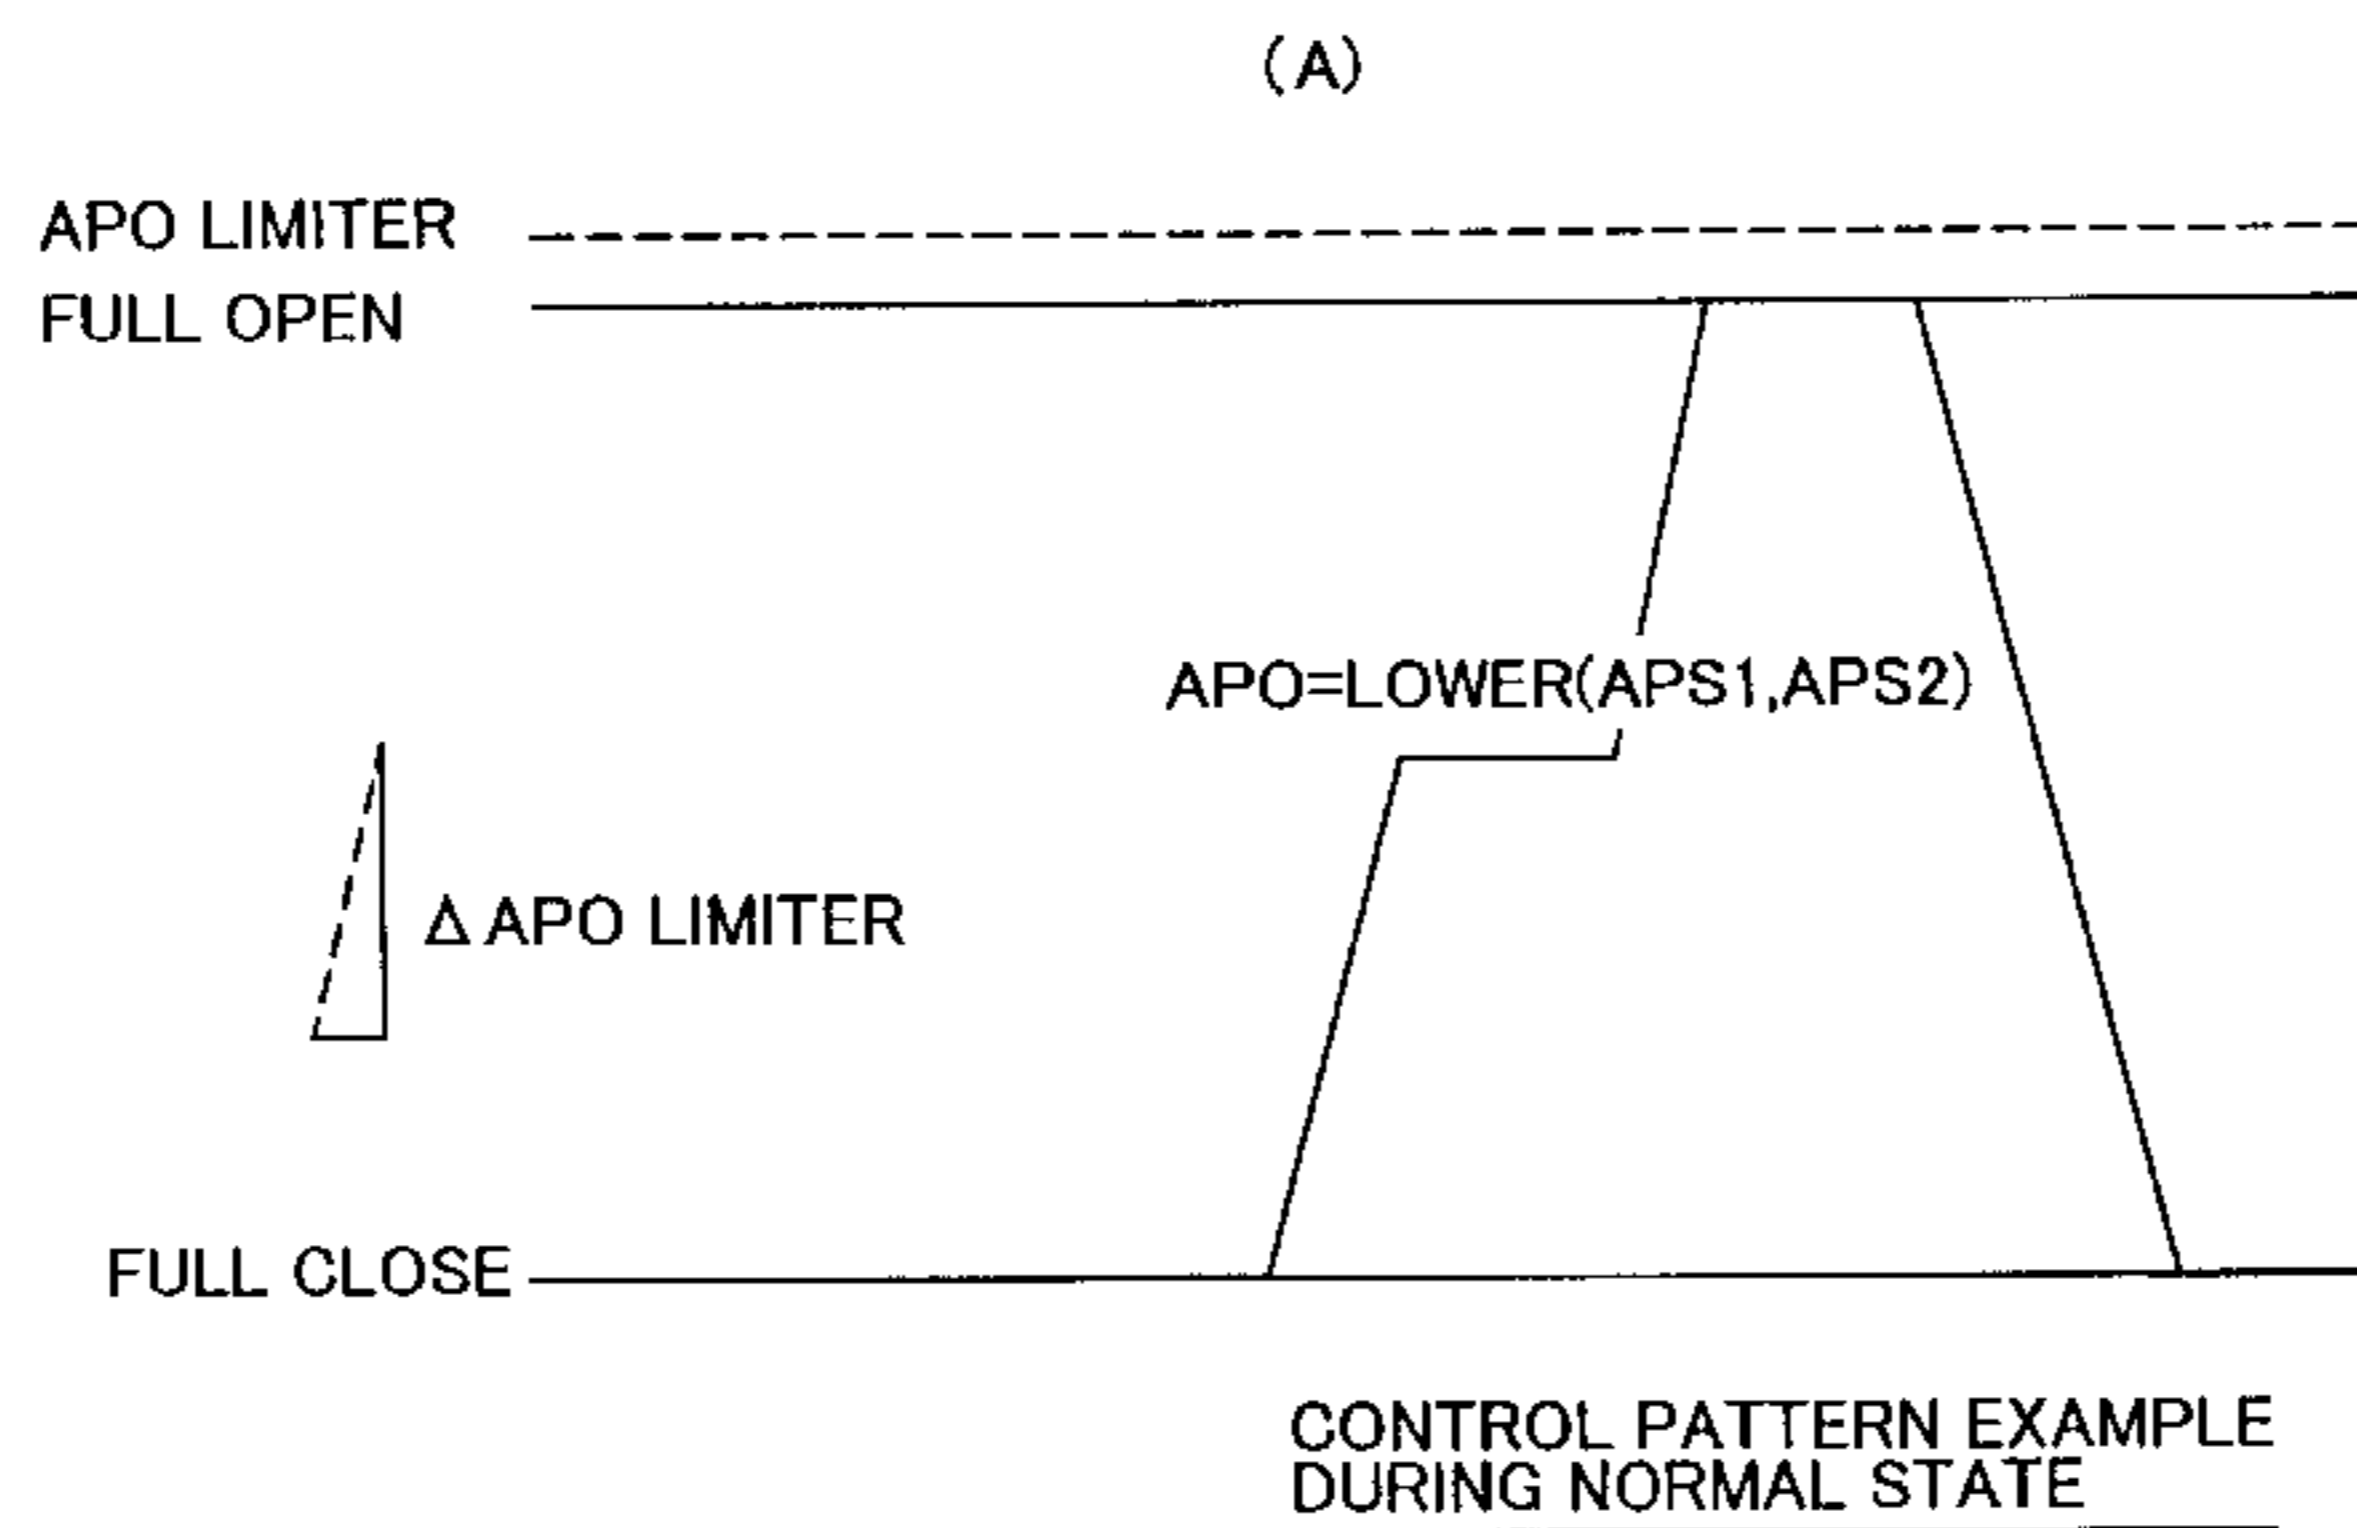 (A)
APO LIMITER
FULL OPEN
APO=LOWER(APS1,APS2)
Δ APO LIMITER
FULL CLOSE
CONTROL PATTERN EXAMPLE
DURING NORMAL STATE